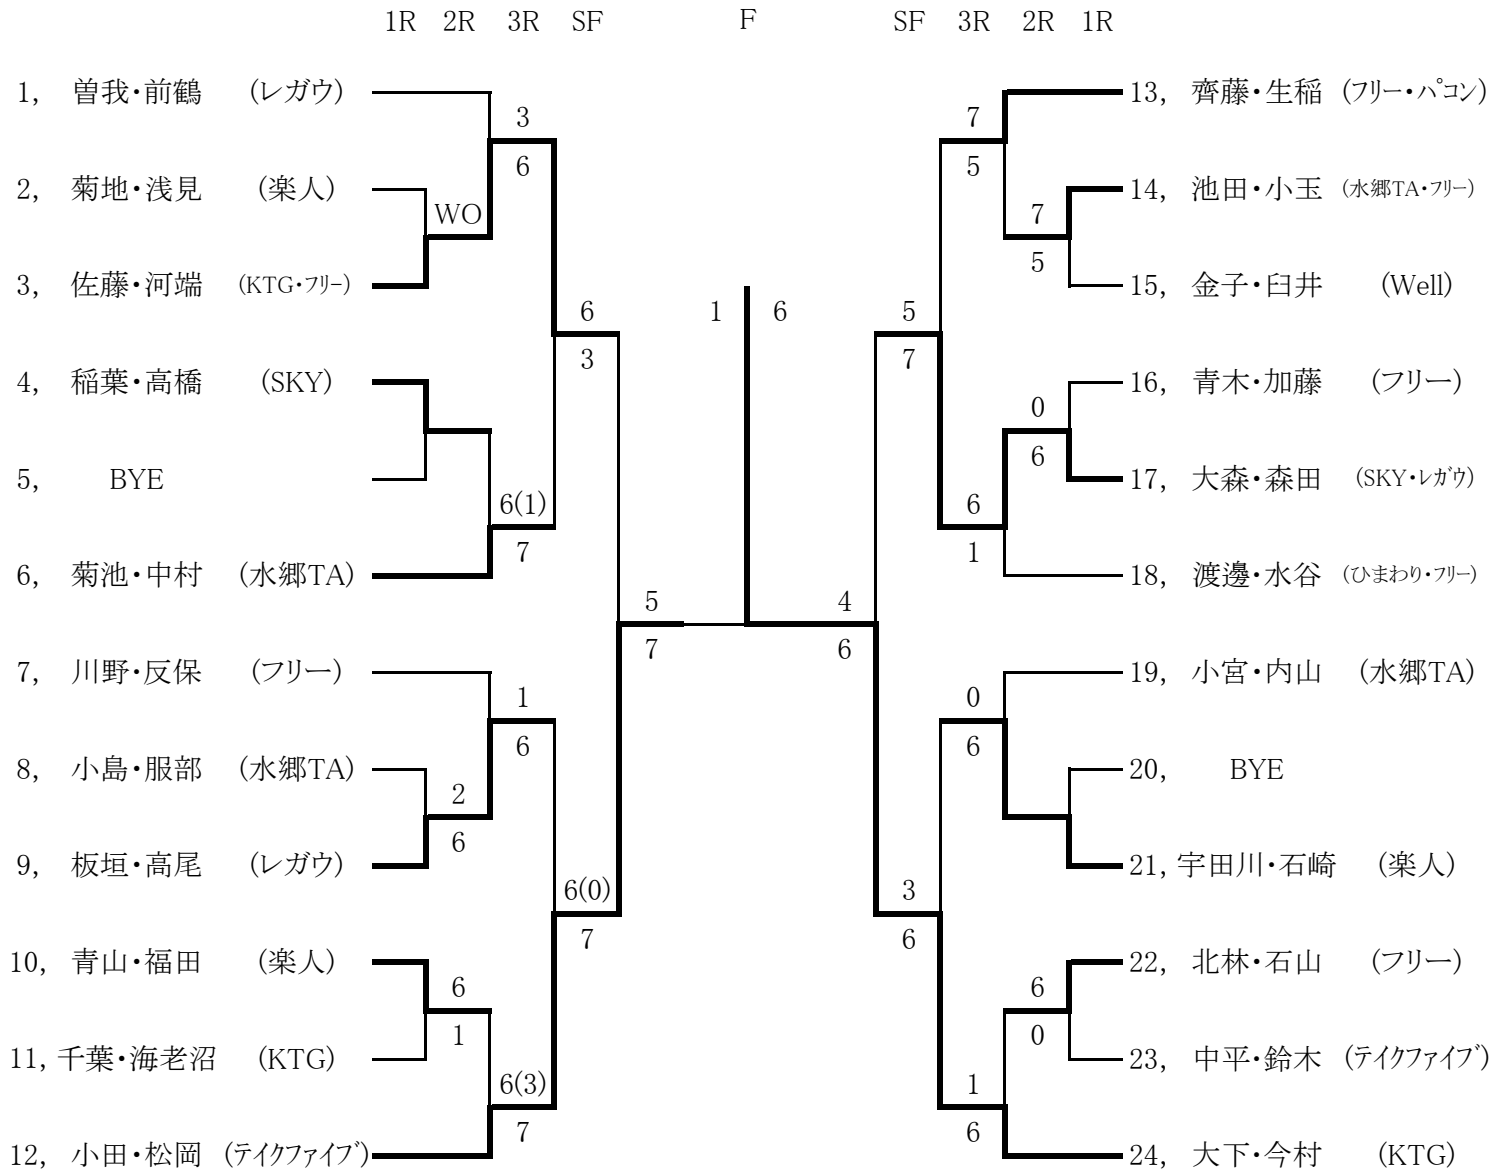 1R 2R 3R SF F SF 3R 2R 1R
1, 曽我・前鶴 (レガウ) 13, 齊藤・生稲 (フリー・パコン)
3 7
6 5
2, 菊地・浅見 (楽人) 14, 池田・小玉 (水郷TA・フリー)
WO 7
5
3, 佐藤・河端 (KTG・フリー) 15, 金子・臼井 (Well)
6 1 6 5
3 7
4, 稲葉・高橋 (SKY) 16, 青木・加藤 (フリー)
0
6
5, BYE 17, 大森・森田 (SKY・レガウ)
6(1) 6
7 1
6, 菊池・中村 (水郷TA) 18, 渡邊・水谷 (ひまわり・フリー)
5 4
7 6
7, 川野・反保 (フリー) 19, 小宮・内山 (水郷TA)
1 0
6 6
8, 小島・服部 (水郷TA) 20, BYE
2
6
9, 板垣・高尾 (レガウ) 21, 宇田川・石崎 (楽人)
6(0) 3
7 6
10, 青山・福田 (楽人) 22, 北林・石山 (フリー)
6 6
1 0
11, 千葉・海老沼 (KTG) 23, 中平・鈴木 (テイクファイブ)
6(3) 1
7 6
12, 小田・松岡 (テイクファイブ) 24, 大下・今村 (KTG)